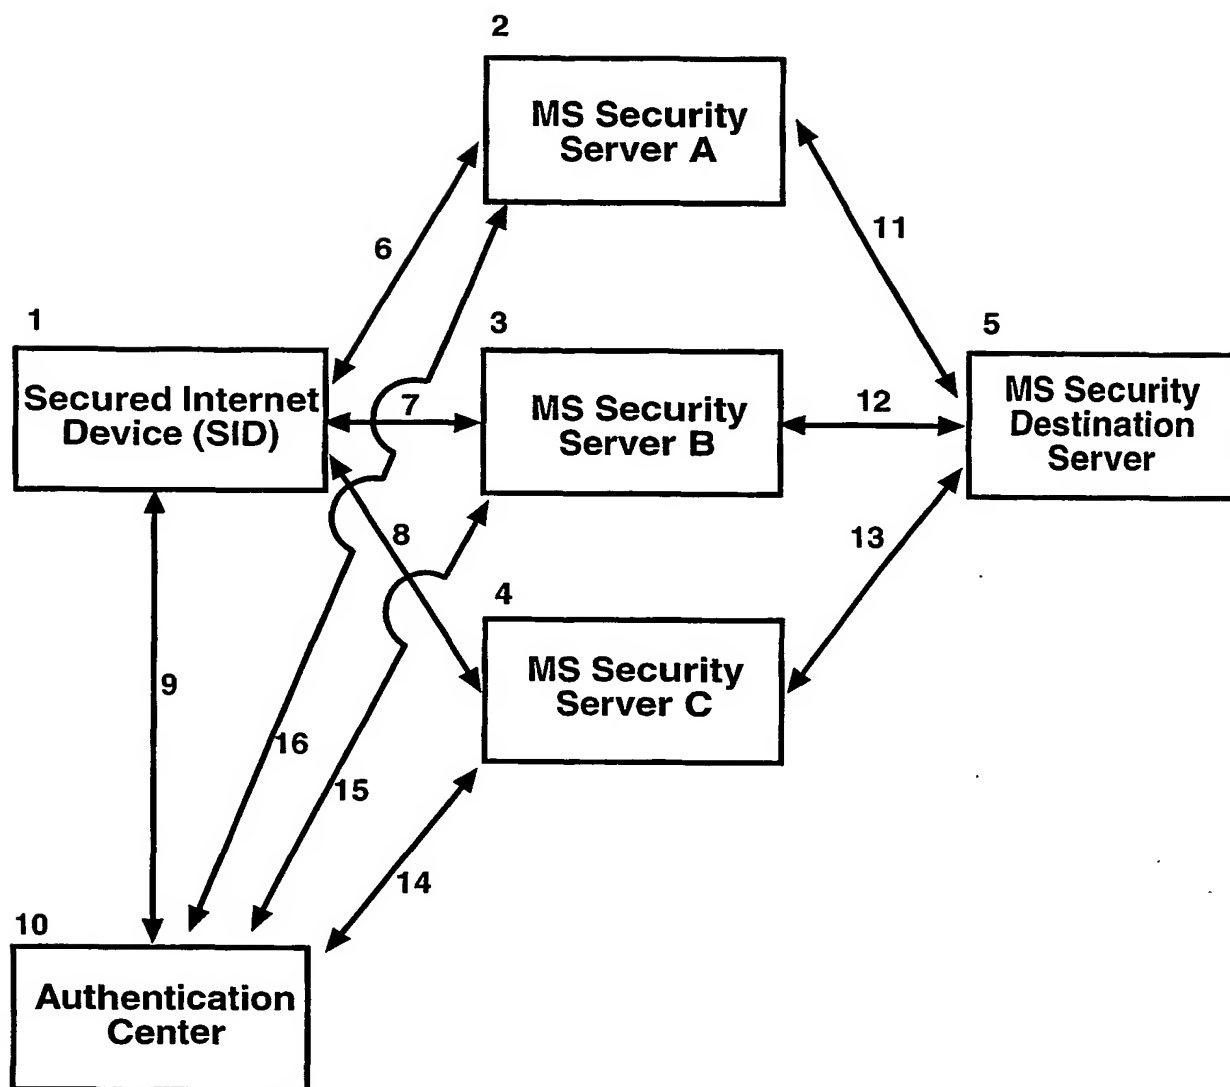 2
MS Security
Server A
6
11
1
3
5
Secured Internet
Device (SID)
7
MS Security
Server B
12
MS Security
Destination
Server
8
13
4
MS Security
Server C
9
16
15
14
10
Authentication
Center